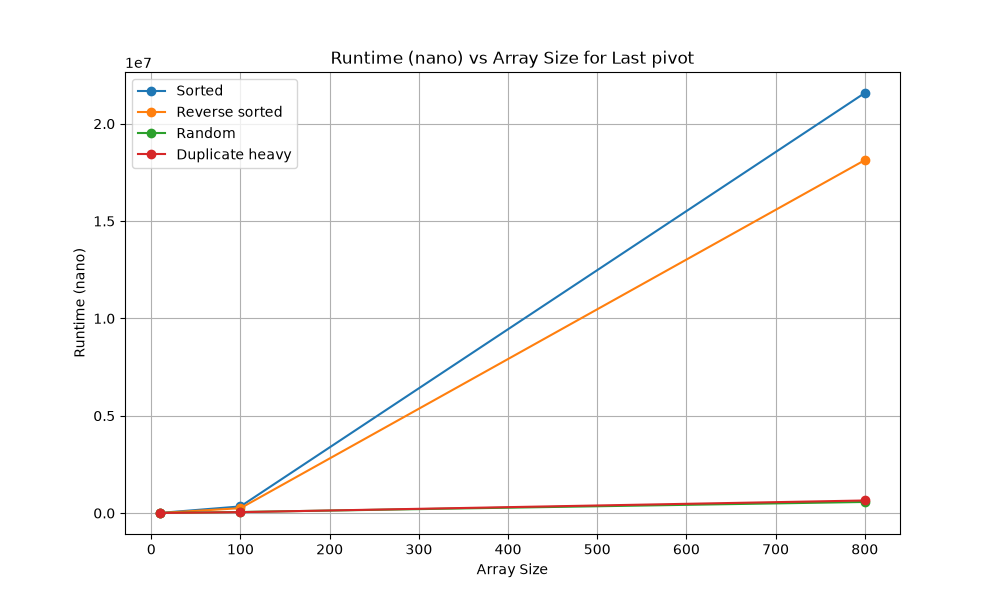 Runtime (nano) vs Array Size for Last pivot
1e7
Sorted
Reverse sorted
Random
Duplicate heavy
2.0
1.5
1.0
0.5
0.0
Runtime (nano)
0 100 200 300 400 500 600 700 800
Array Size